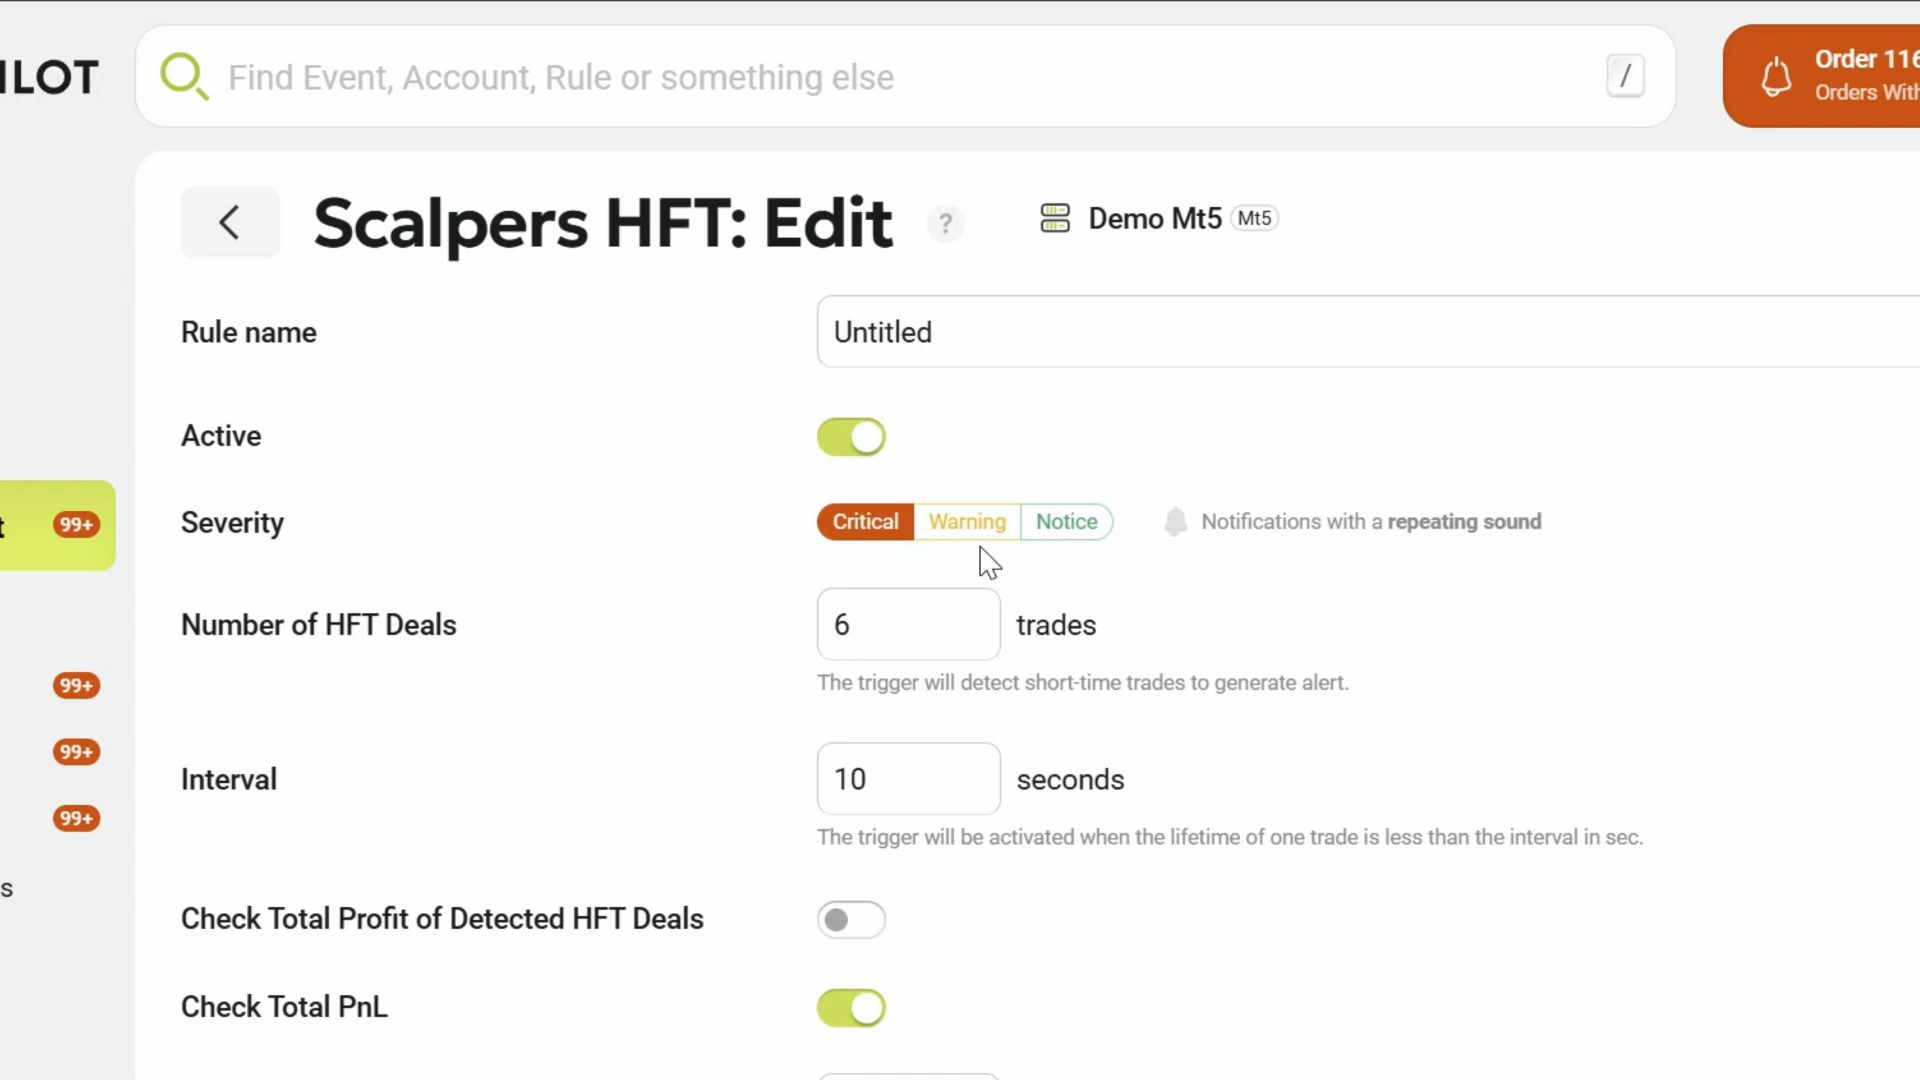 ILOT
Find Event, Account, Rule or something else
/
Order 116
Orders With
Scalpers HFT: Edit
?
Demo Mt5
Mt5
Rule name
Untitled
Active
t
99+
Severity
Critical
Warning
Notice
Notifications with a repeating sound
Number of HFT Deals
6
trades
The trigger will detect short-time trades to generate alert.
99+
99+
Interval
10
seconds
99+
The trigger will be activated when the lifetime of one trade is less than the interval in sec.
s
Check Total Profit of Detected HFT Deals
Check Total PnL